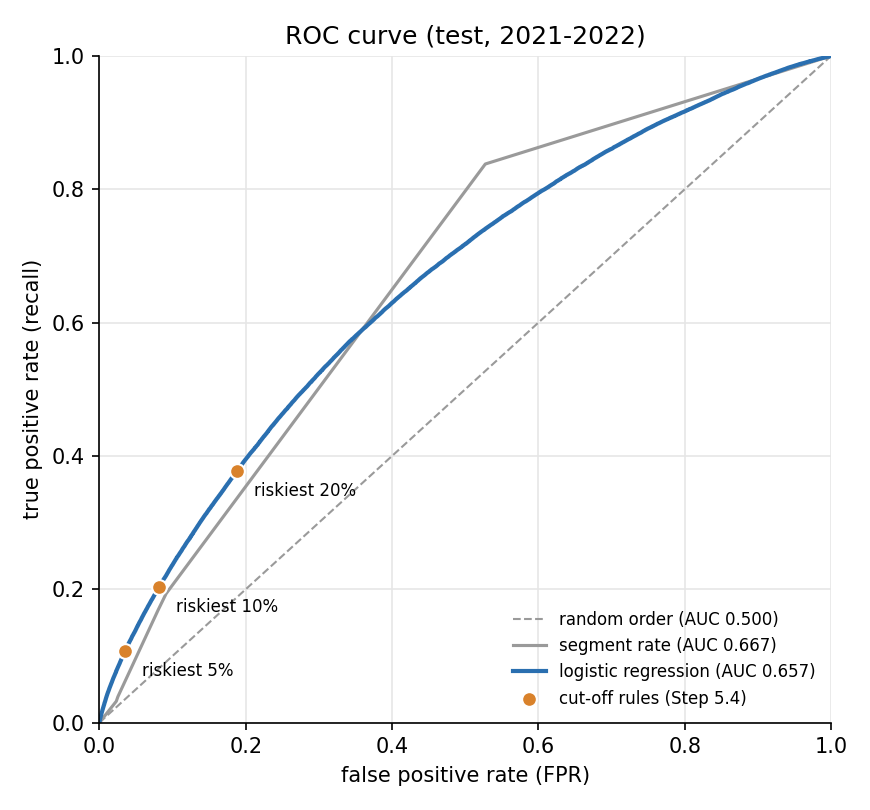 ROC curve (test, 2021-2022)
true positive rate (recall)
1.0
0.8
0.6
0.4
0.2
0.0
riskiest 20%
riskiest 10%
riskiest 5%
random order (AUC 0.500)
segment rate (AUC 0.667)
logistic regression (AUC 0.657)
cut-off rules (Step 5.4)
0.0 0.2 0.4 0.6 0.8 1.0
false positive rate (FPR)